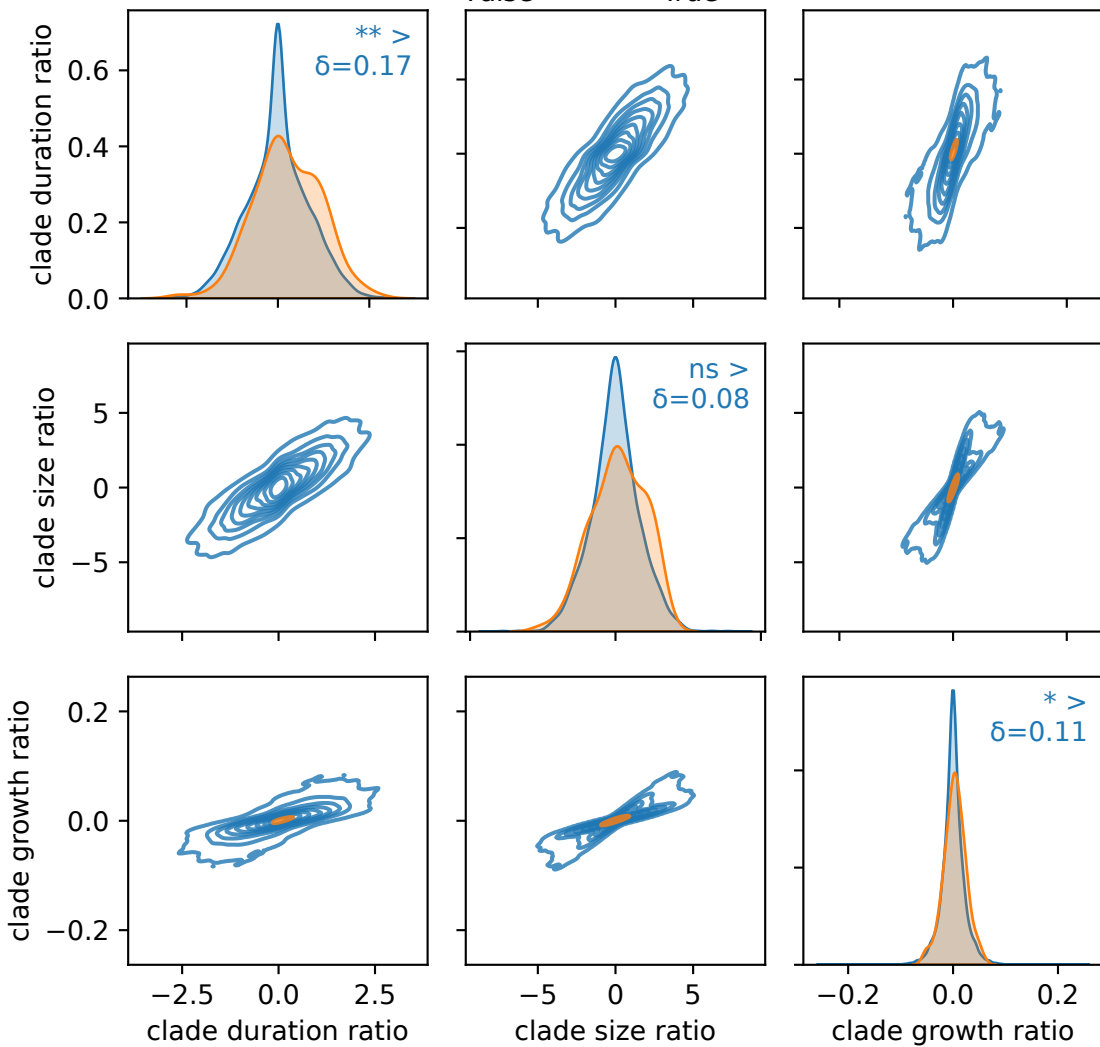 ** >
δ=0.17
clade duration ratio
0.6
0.4
0.2
0.0
ns >
δ=0.08
clade size ratio
5
0
−5
* >
δ=0.11
clade growth ratio
0.2
0.0
−0.2
−2.5 0.0 2.5
−5 0 5
−0.2 0.0 0.2
clade duration ratio
clade size ratio
clade growth ratio